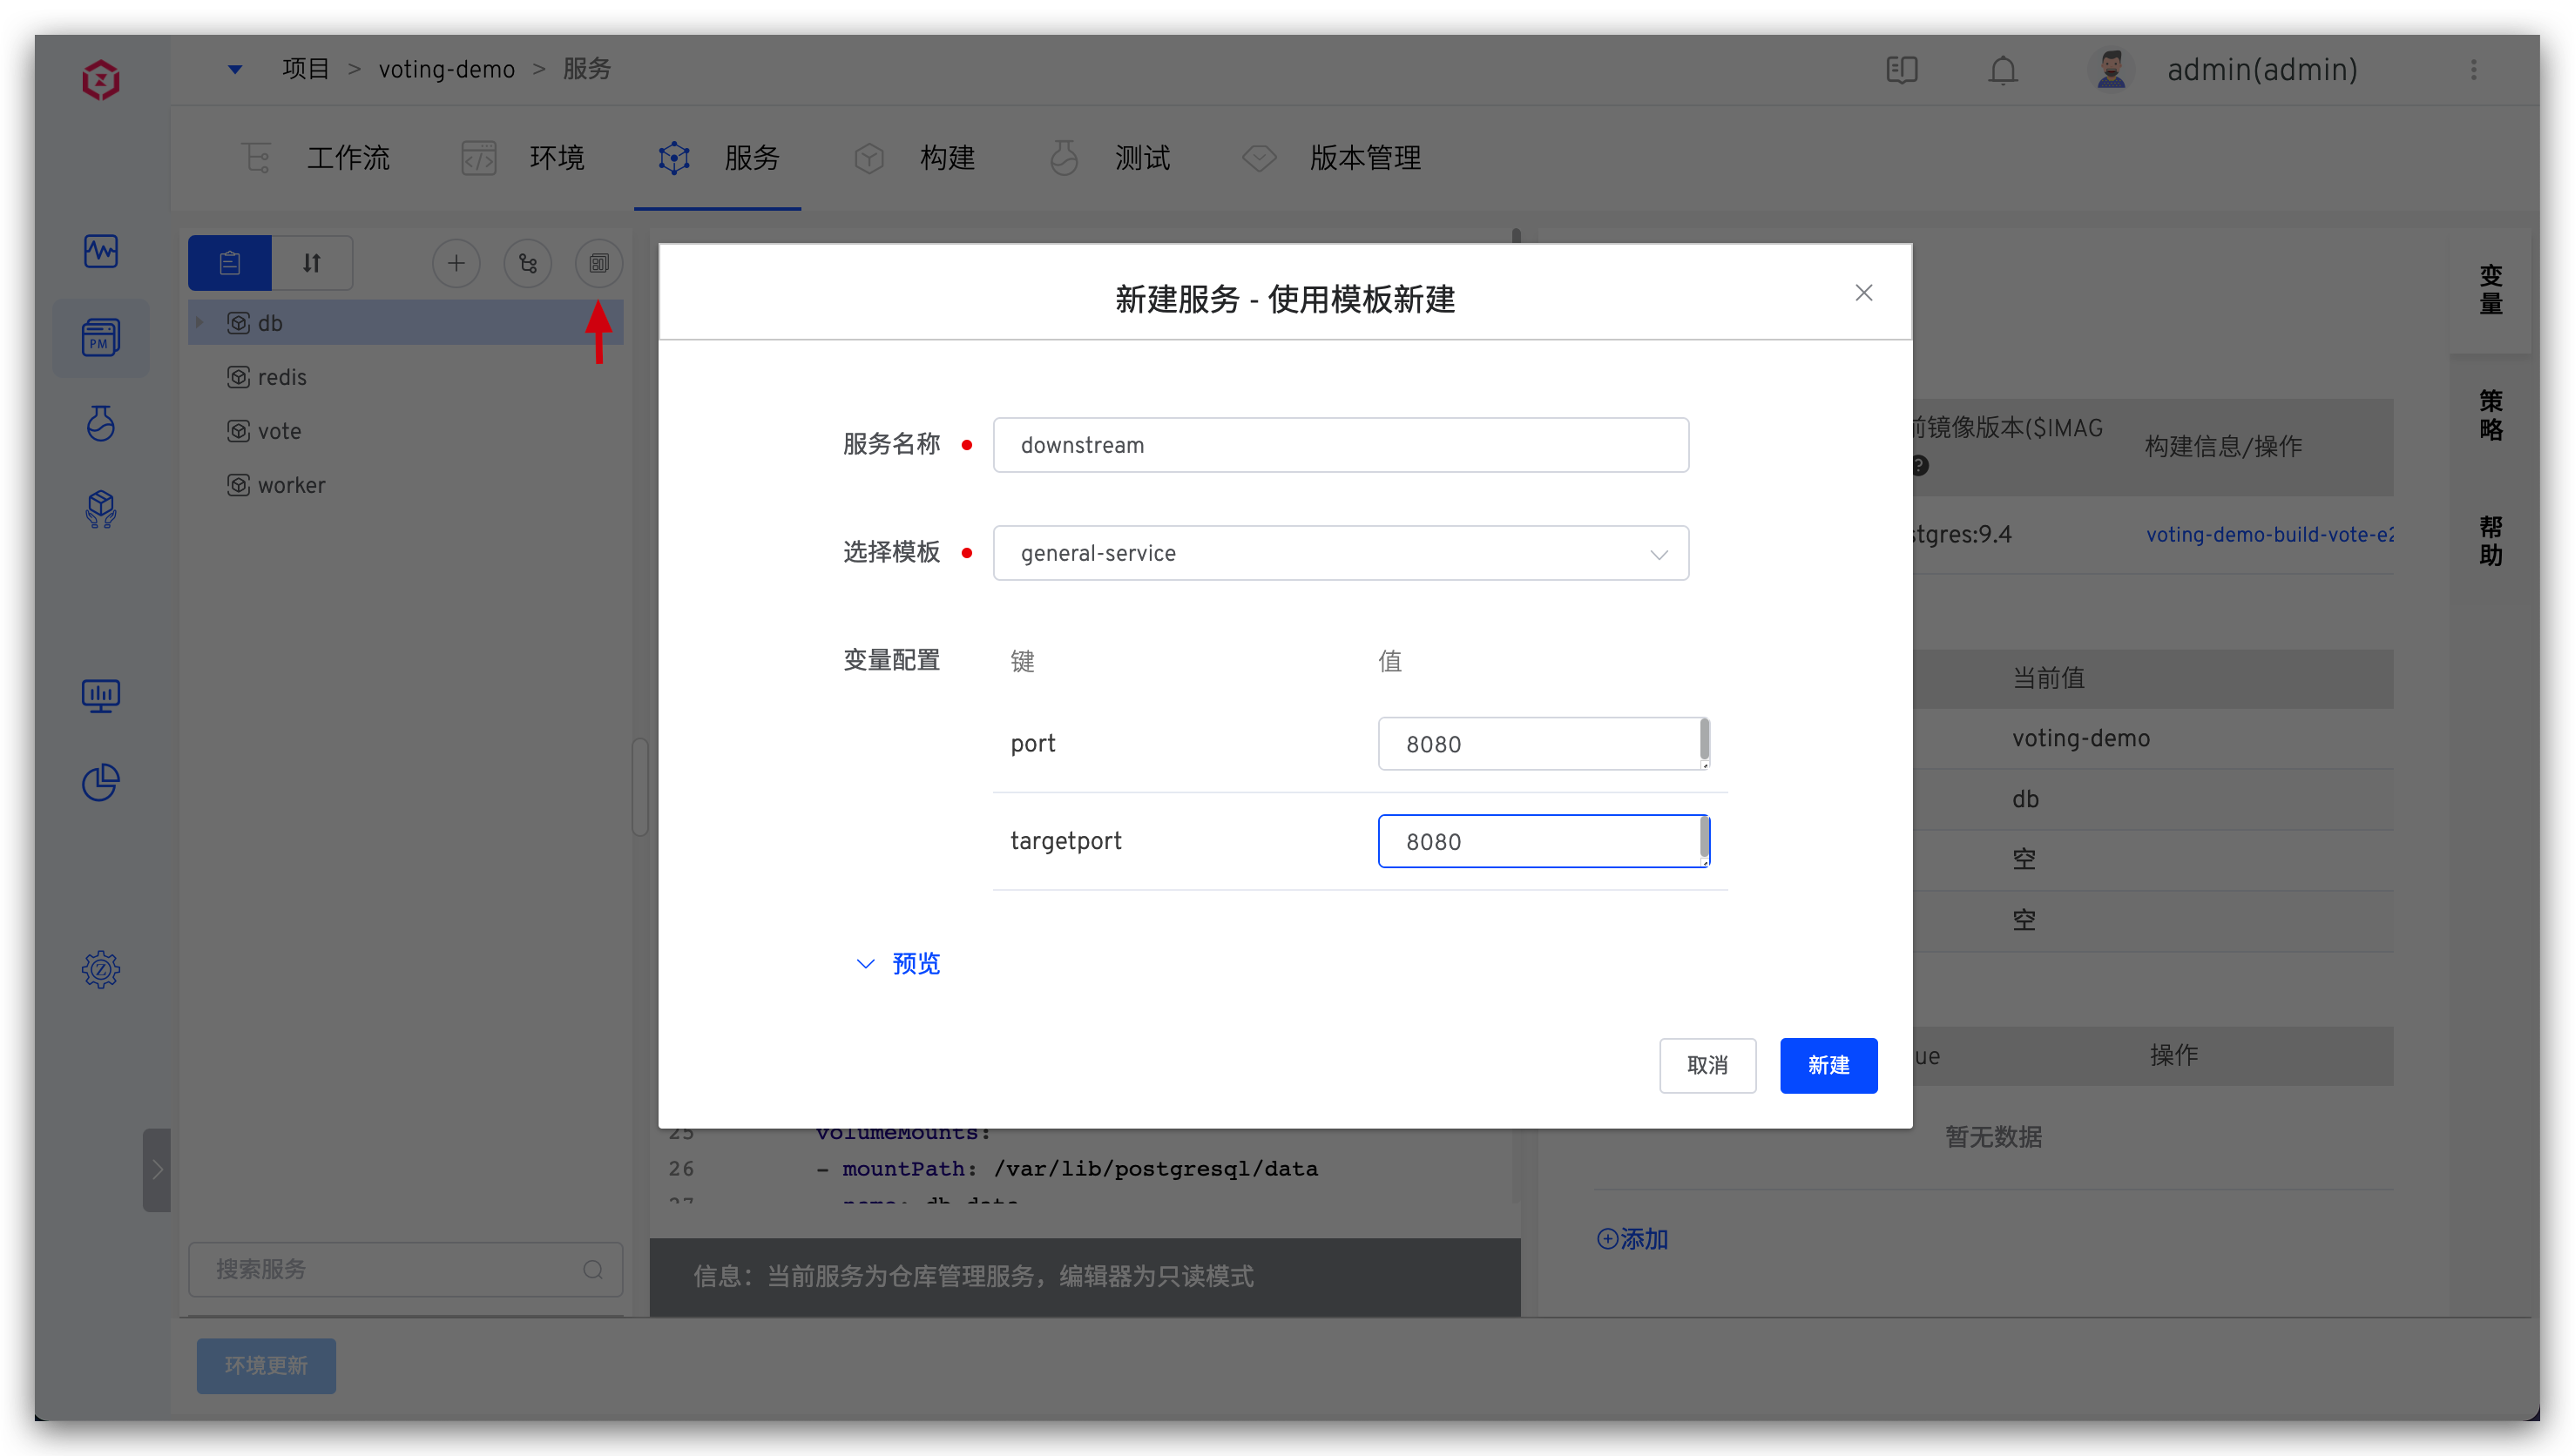 项目 > voting-demo > 服务
admin(admin)
工作流
环境
服务
构建
测试
版本管理
PM
db
redis
vote
worker
搜索服务
环境更新
新建服务 - 使用模板新建
服务名称
downstream
选择模板
general-service
变量配置
键
值
port
8080
targetport
8080
预览
取消
新建
25 volumeMounts:
26 - mountPath: /var/lib/postgresql/data
信息：当前服务为仓库管理服务，编辑器为只读模式
前镜像版本($IMAG
构建信息/操作
stgres:9.4
voting-demo-build-vote-e2
当前值
voting-demo
db
空
空
ue
操作
暂无数据
添加
变量
策略
帮助